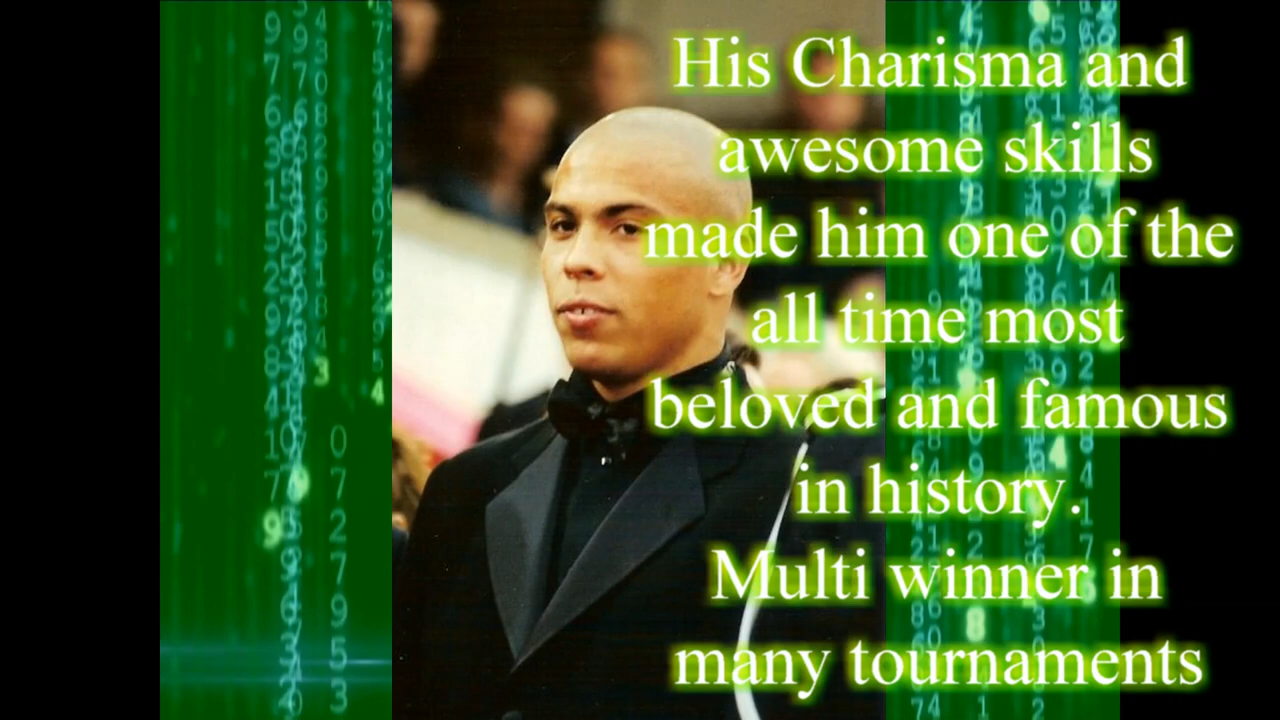 His Charisma and
awesome skills
made him one of the
all time most
beloved and famous
in history.
Multi winner in
many tournaments